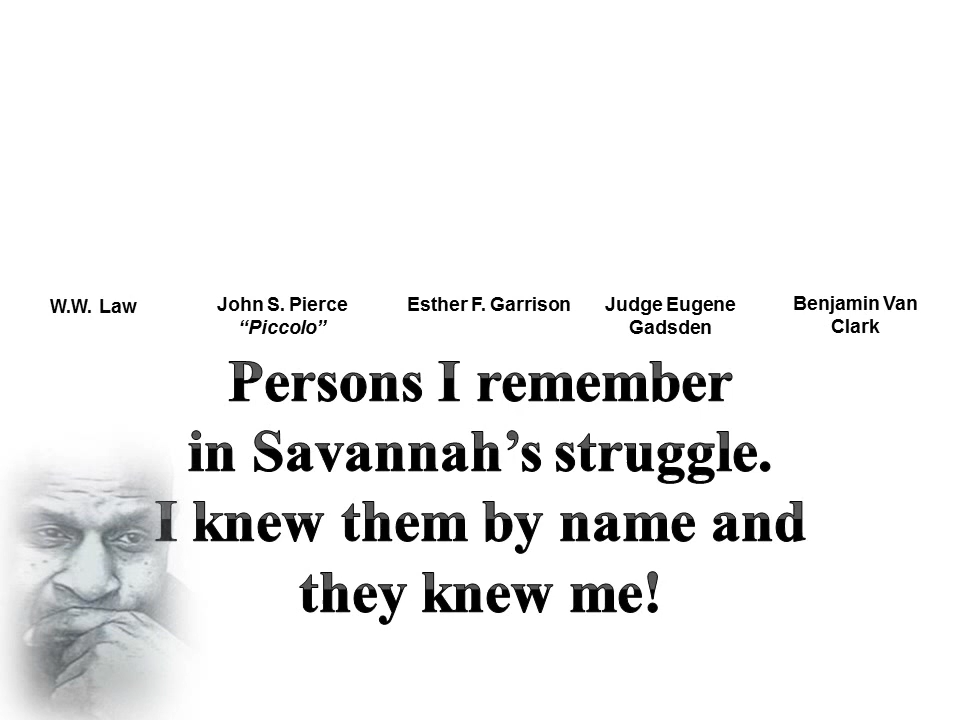 W.W. Law
John S. Pierce
“Piccolo”
Esther F. Garrison
Judge Eugene
Gadsden
Benjamin Van
Clark
Persons I remember
in Savannah’s struggle.
I knew them by name and
they knew me!